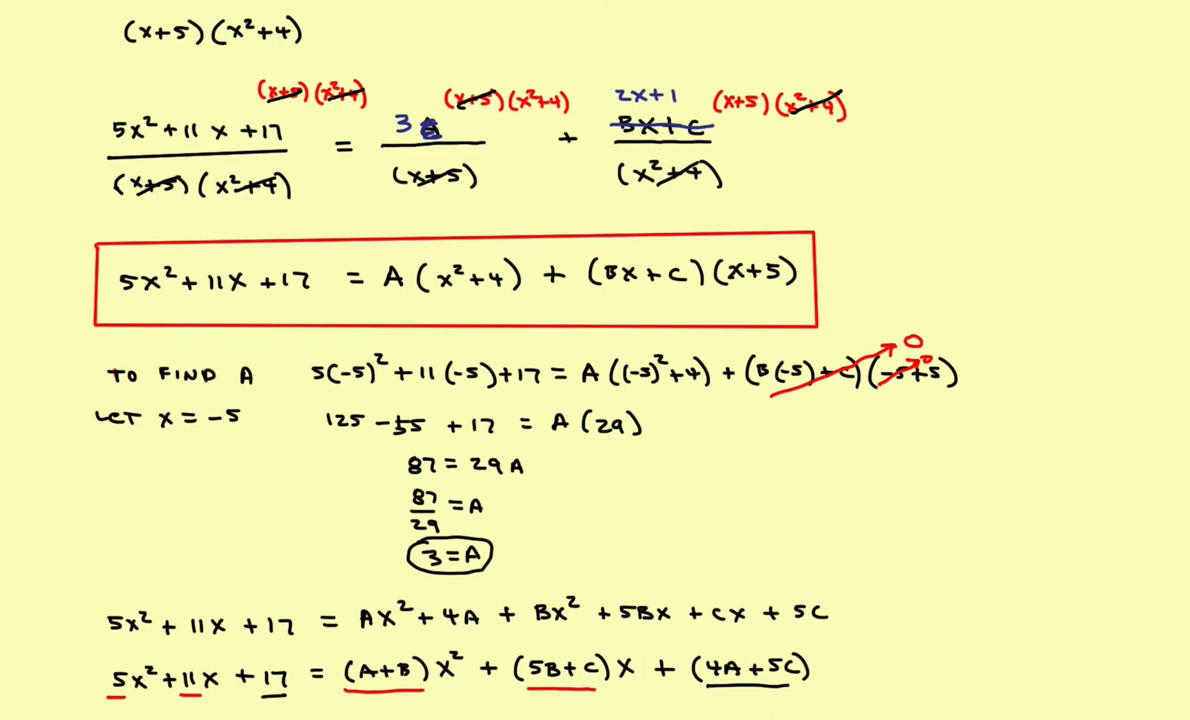 (x+5)(x²+4)
(x+5)(x²+4) (x+5)(x²+4) 2x+1 (x+5)(x²+4)
5x²+11x+17 = 3 + Bx+C
(x+5)(x²+4) (x+5) (x²+4)
5x²+11x+17 = A(x²+4) + (Bx+C)(x+5)
TO FIND A 5(-5)²+11(-5)+17 = A((-5)²+4) + (B(-5)+C)(-5+5) 0 0
LET x = -5 125 - 55 + 17 = A(29)
87 = 29A
87
29 = A
3 = A
5x²+11x+17 = Ax²+4A + Bx² + 5Bx + Cx + 5C
5x²+11x+17 = (A+B)x² + (5B+C)x + (4A+5C)